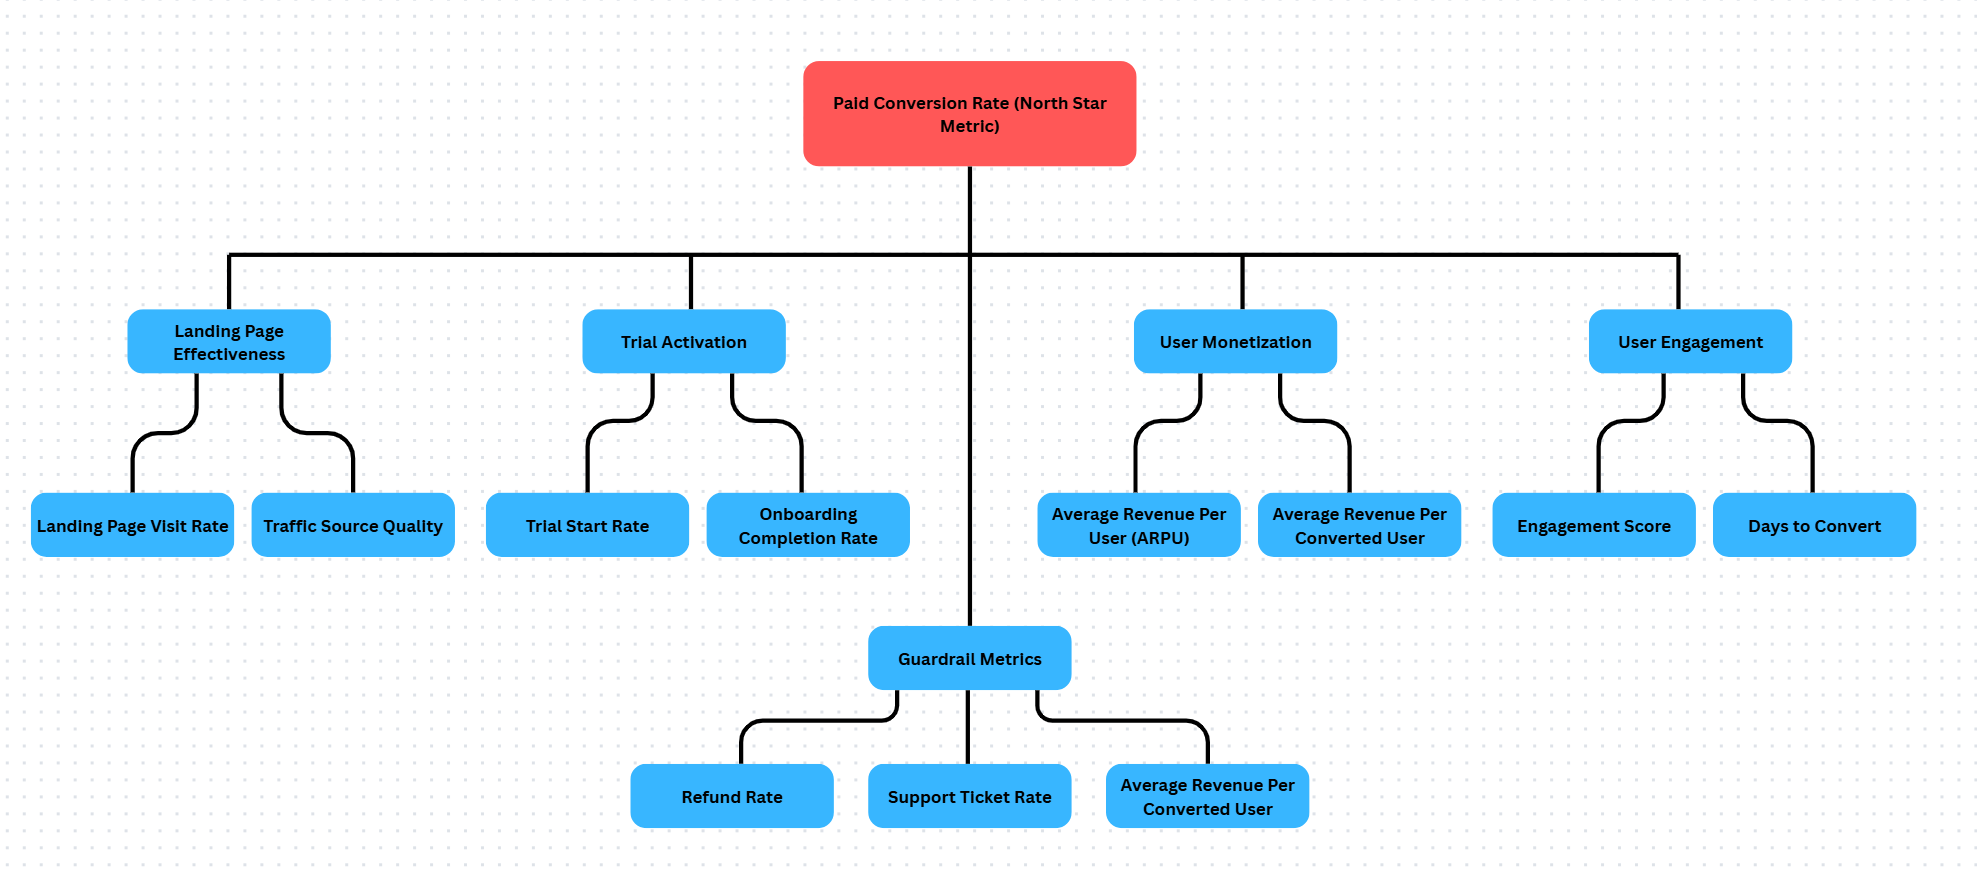 Paid Conversion Rate (North Star
Metric)
Landing Page
Effectiveness
Trial Activation
User Monetization
User Engagement
Landing Page Visit Rate
Traffic Source Quality
Trial Start Rate
Onboarding
Completion Rate
Average Revenue Per
User (ARPU)
Average Revenue Per
Converted User
Engagement Score
Days to Convert
Guardrail Metrics
Refund Rate
Support Ticket Rate
Average Revenue Per
Converted User